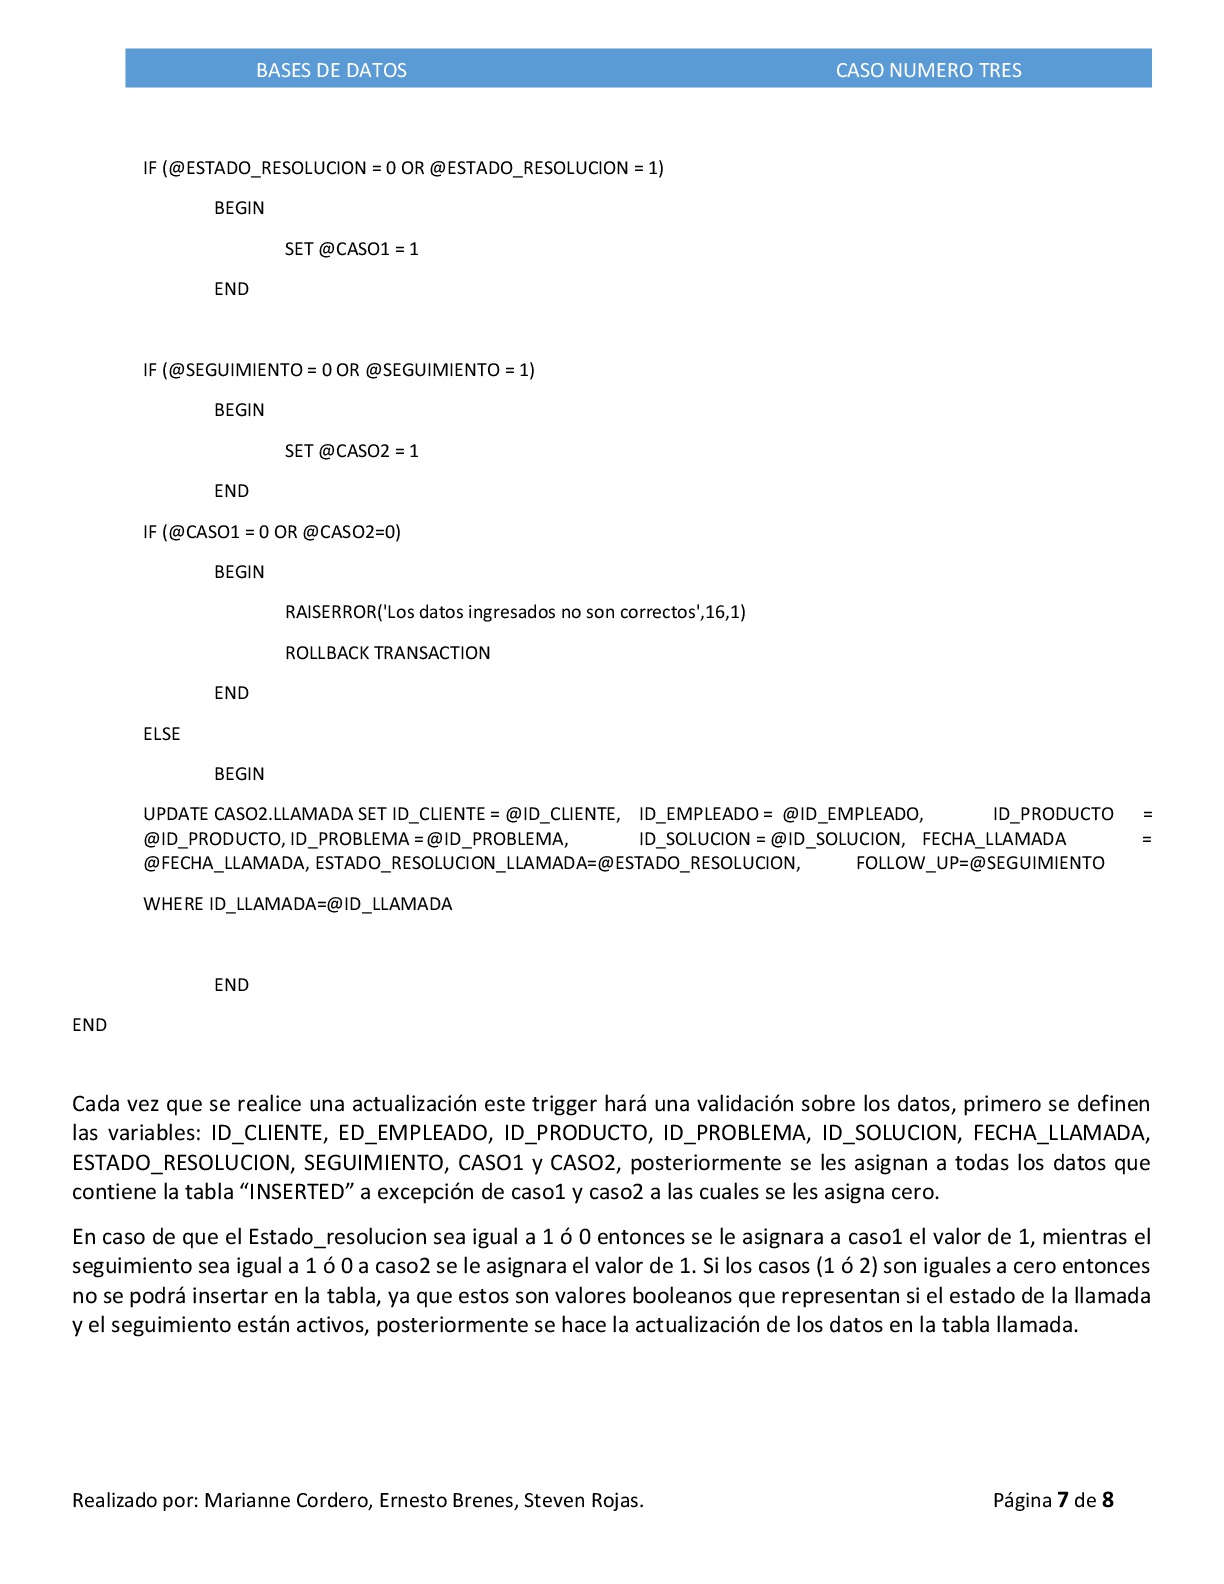 BASES DE DATOS CASO NUMERO TRES
IF (@ESTADO_RESOLUCION = 0 OR @ESTADO_RESOLUCION = 1)
BEGIN
SET @CASO1 = 1
END
IF (@SEGUIMIENTO = 0 OR @SEGUIMIENTO = 1)
BEGIN
SET @CASO2 = 1
END
IF (@CASO1 = 0 OR @CASO2=0)
BEGIN
RAISERROR('Los datos ingresados no son correctos',16,1)
ROLLBACK TRANSACTION
END
ELSE
BEGIN
UPDATE CASO2.LLAMADA SET ID_CLIENTE = @ID_CLIENTE, ID_EMPLEADO = @ID_EMPLEADO, ID_PRODUCTO =
@ID_PRODUCTO, ID_PROBLEMA = @ID_PROBLEMA, ID_SOLUCION = @ID_SOLUCION, FECHA_LLAMADA =
@FECHA_LLAMADA, ESTADO_RESOLUCION_LLAMADA=@ESTADO_RESOLUCION, FOLLOW_UP=@SEGUIMIENTO
WHERE ID_LLAMADA=@ID_LLAMADA
END
END
Cada vez que se realice una actualización este trigger hará una validación sobre los datos, primero se definen
las variables: ID_CLIENTE, ED_EMPLEADO, ID_PRODUCTO, ID_PROBLEMA, ID_SOLUCION, FECHA_LLAMADA,
ESTADO_RESOLUCION, SEGUIMIENTO, CASO1 y CASO2, posteriormente se les asignan a todas los datos que
contiene la tabla “INSERTED” a excepción de caso1 y caso2 a las cuales se les asigna cero.
En caso de que el Estado_resolucion sea igual a 1 ó 0 entonces se le asignara a caso1 el valor de 1, mientras el
seguimiento sea igual a 1 ó 0 a caso2 se le asignara el valor de 1. Si los casos (1 ó 2) son iguales a cero entonces
no se podrá insertar en la tabla, ya que estos son valores booleanos que representan si el estado de la llamada
y el seguimiento están activos, posteriormente se hace la actualización de los datos en la tabla llamada.
Realizado por: Marianne Cordero, Ernesto Brenes, Steven Rojas. Página 7 de 8